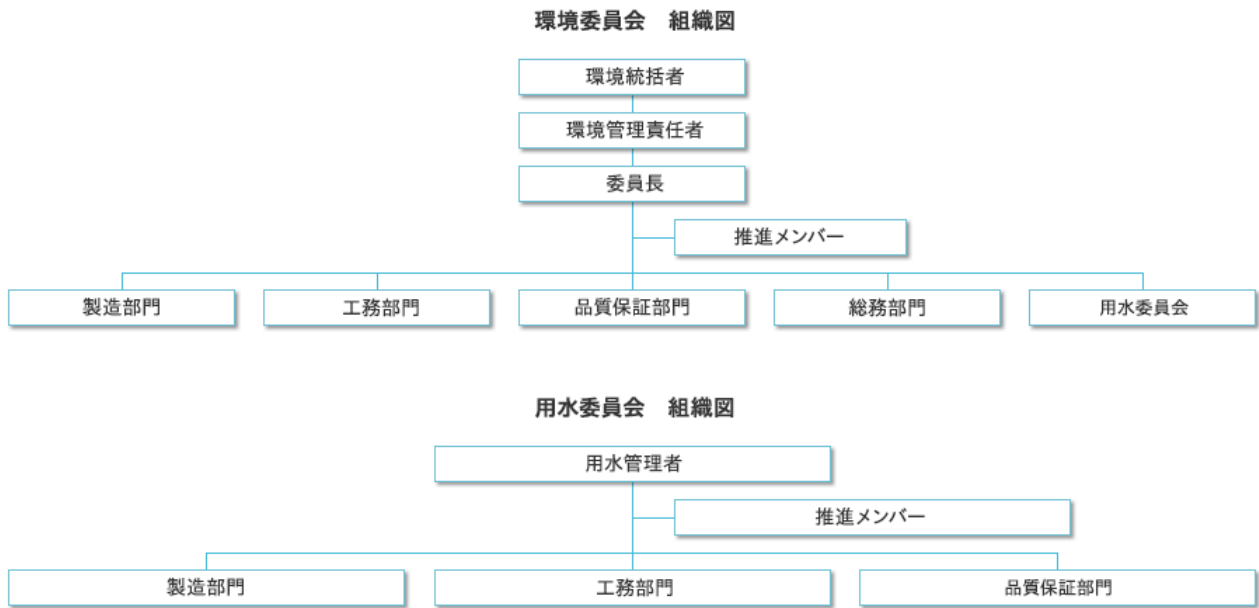 環境委員会　組織図
環境統括者
環境管理責任者
委員長
推進メンバー
製造部門
工務部門
品質保証部門
総務部門
用水委員会
用水委員会　組織図
用水管理者
推進メンバー
製造部門
工務部門
品質保証部門